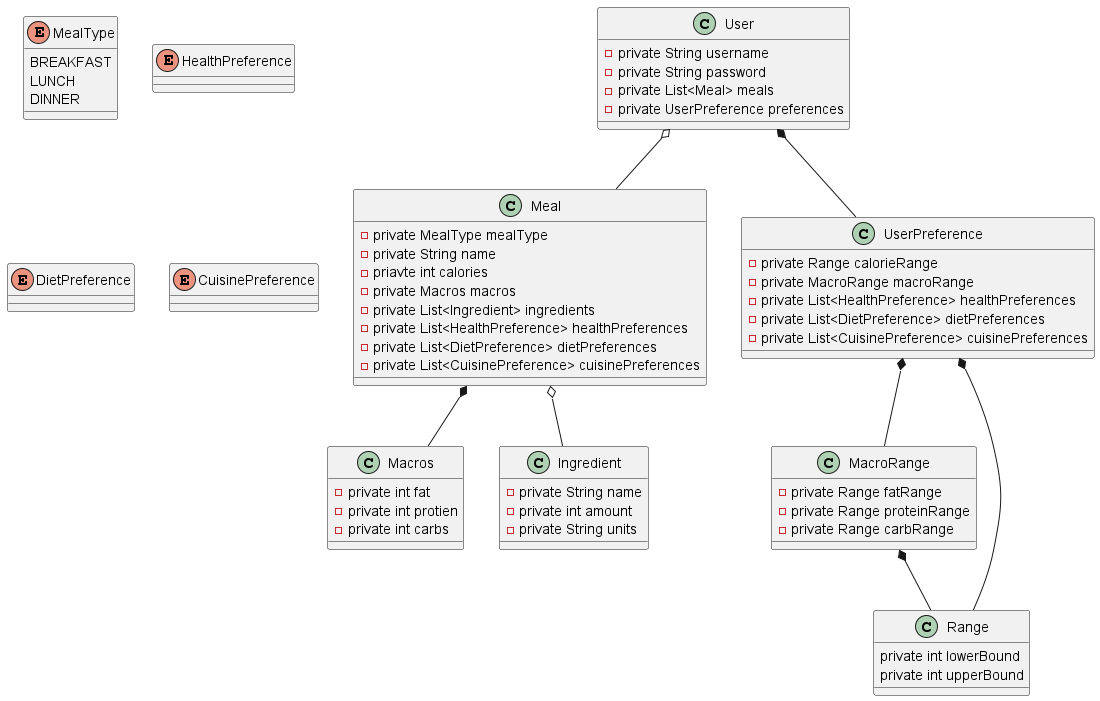 E MealType
BREAKFAST
LUNCH
DINNER
E HealthPreference
C User
private String username
private String password
private List<Meal> meals
private UserPreference preferences
E DietPreference
E CuisinePreference
C Meal
private MealType mealType
private String name
priavte int calories
private Macros macros
private List<Ingredient> ingredients
private List<HealthPreference> healthPreferences
private List<DietPreference> dietPreferences
private List<CuisinePreference> cuisinePreferences
C UserPreference
private Range calorieRange
private MacroRange macroRange
private List<HealthPreference> healthPreferences
private List<DietPreference> dietPreferences
private List<CuisinePreference> cuisinePreferences
C Macros
private int fat
private int protien
private int carbs
C Ingredient
private String name
private int amount
private String units
C MacroRange
private Range fatRange
private Range proteinRange
private Range carbRange
C Range
private int lowerBound
private int upperBound